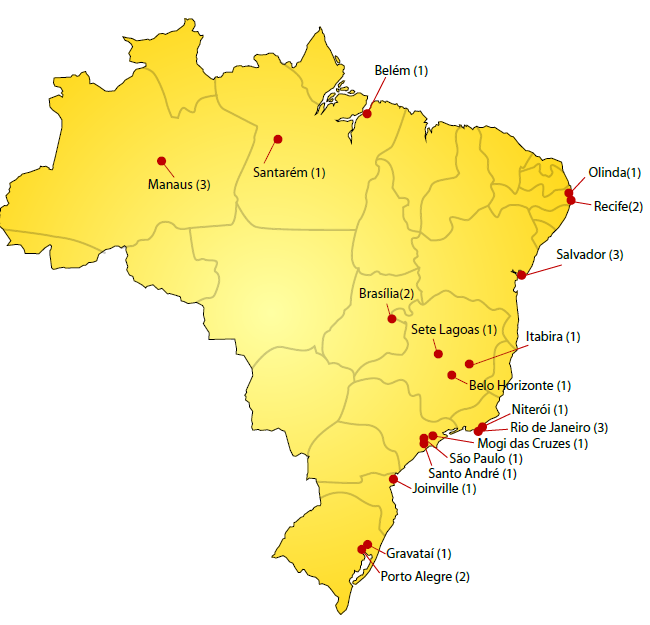 Belém (1)
Santarém (1)
Manaus (3)
Olinda(1)
Recife(2)
Salvador (3)
Brasília(2)
Sete Lagoas (1)
Itabira (1)
Belo Horizonte (1)
Niterói (1)
Rio de Janeiro (3)
Mogi das Cruzes (1)
Sáo Paulo (1)
Santo André (1)
Joinville (1)
Gravataí (1)
Porto Alegre (2)